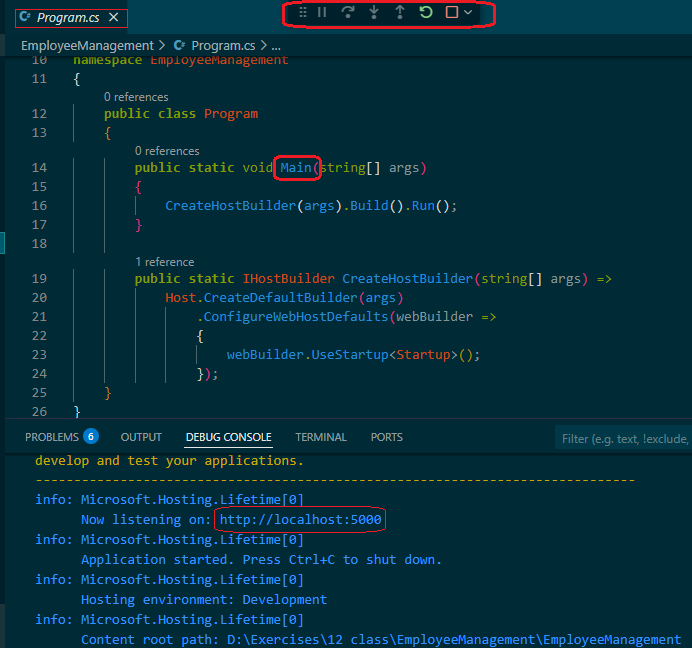 Program.cs
EmployeeManagement > Program.cs > ...
10 namespace EmployeeManagement
11 {
0 references
12 public class Program
13 {
0 references
14 public static void Main(string[] args)
15 {
16 CreateHostBuilder(args).Build().Run();
17 }
18
1 reference
19 public static IHostBuilder CreateHostBuilder(string[] args) =>
20 Host.CreateDefaultBuilder(args)
21 .ConfigureWebHostDefaults(webBuilder =>
22 {
23 webBuilder.UseStartup<Startup>();
24 });
25 }
26 }
PROBLEMS 6 OUTPUT DEBUG CONSOLE TERMINAL PORTS Filter (e.g. text, !exclude,
develop and test your applications.
------------------------------------------------------------------------------
info: Microsoft.Hosting.Lifetime[0]
Now listening on: http://localhost:5000
info: Microsoft.Hosting.Lifetime[0]
Application started. Press Ctrl+C to shut down.
info: Microsoft.Hosting.Lifetime[0]
Hosting environment: Development
info: Microsoft.Hosting.Lifetime[0]
Content root path: D:\Exercises\12 class\EmployeeManagement\EmployeeManagement